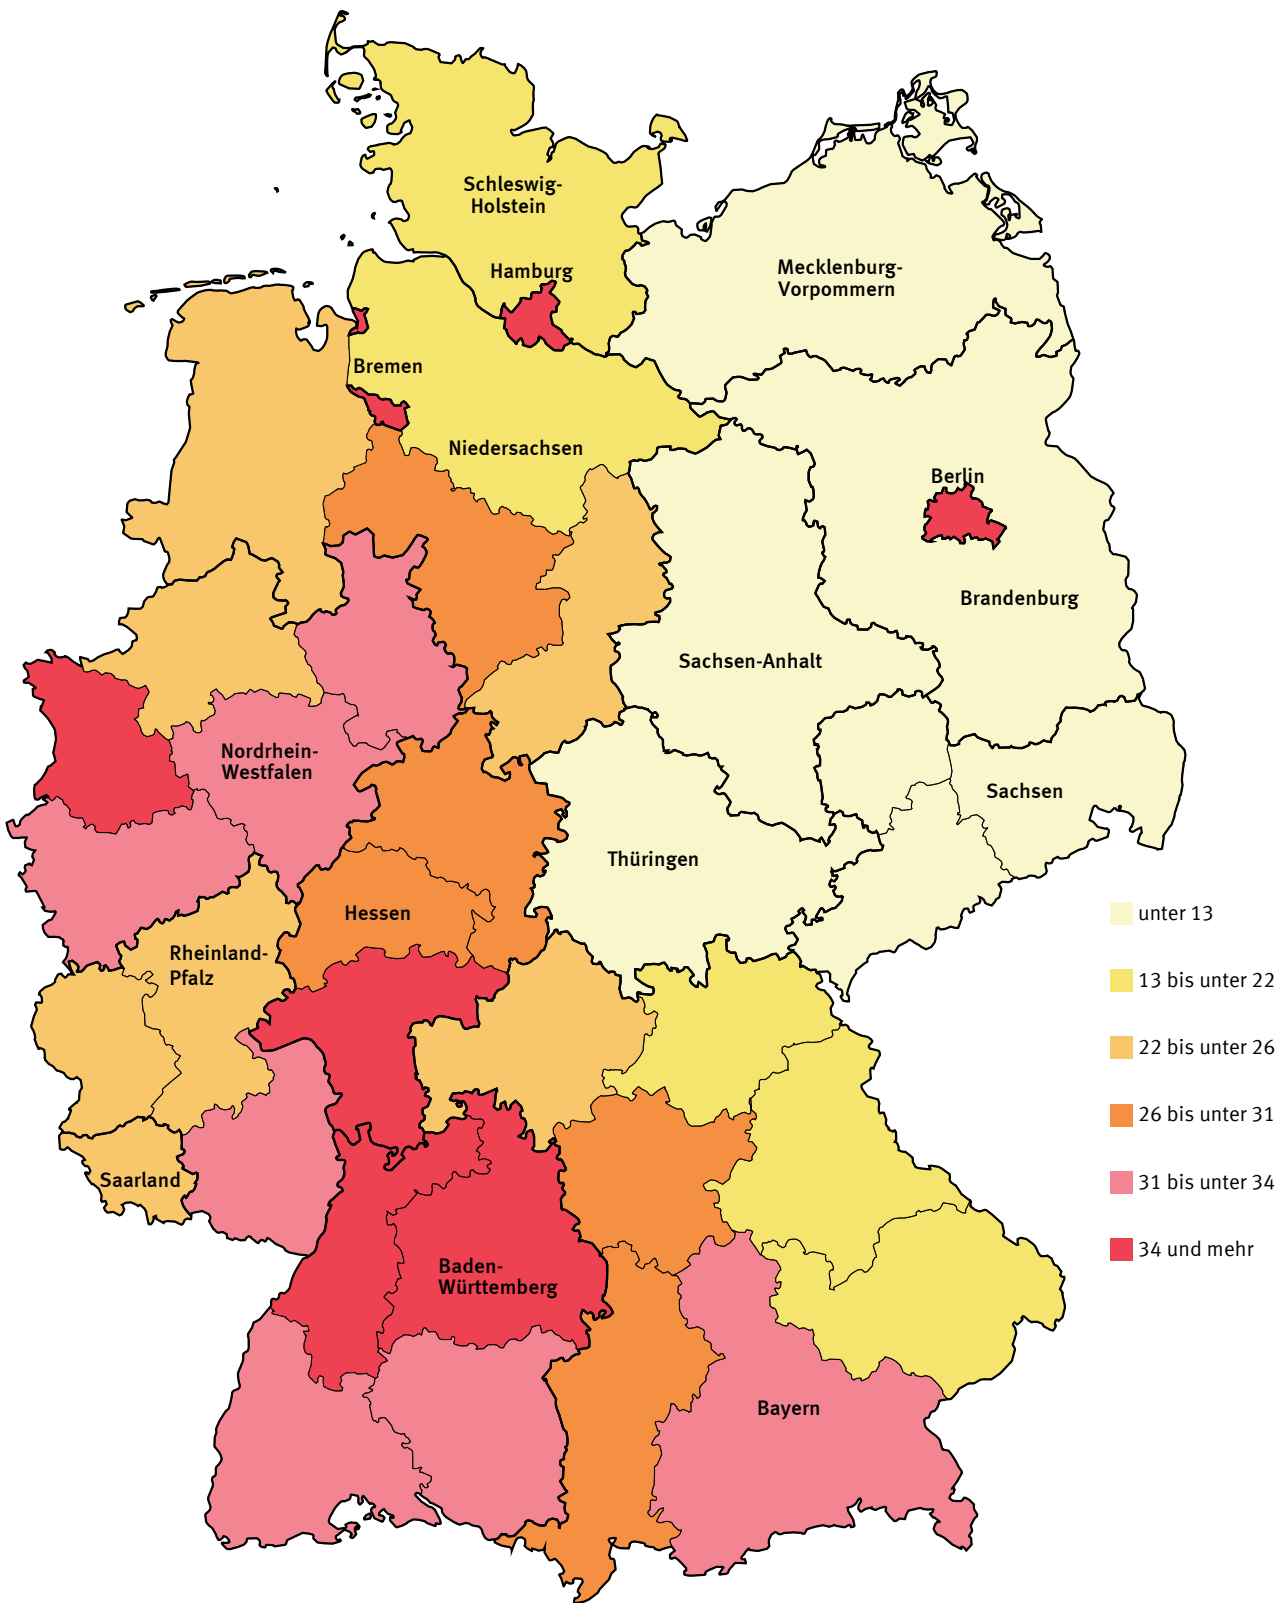 Schleswig-
Holstein
Hamburg
Mecklenburg-
Vorpommern
Bremen
Niedersachsen
Berlin
Brandenburg
Sachsen-Anhalt
Nordrhein-
Westfalen
Sachsen
Thüringen
Hessen
Rheinland-
Pfalz
Saarland
Baden-
Württemberg
Bayern
unter 13
13 bis unter 22
22 bis unter 26
26 bis unter 31
31 bis unter 34
34 und mehr